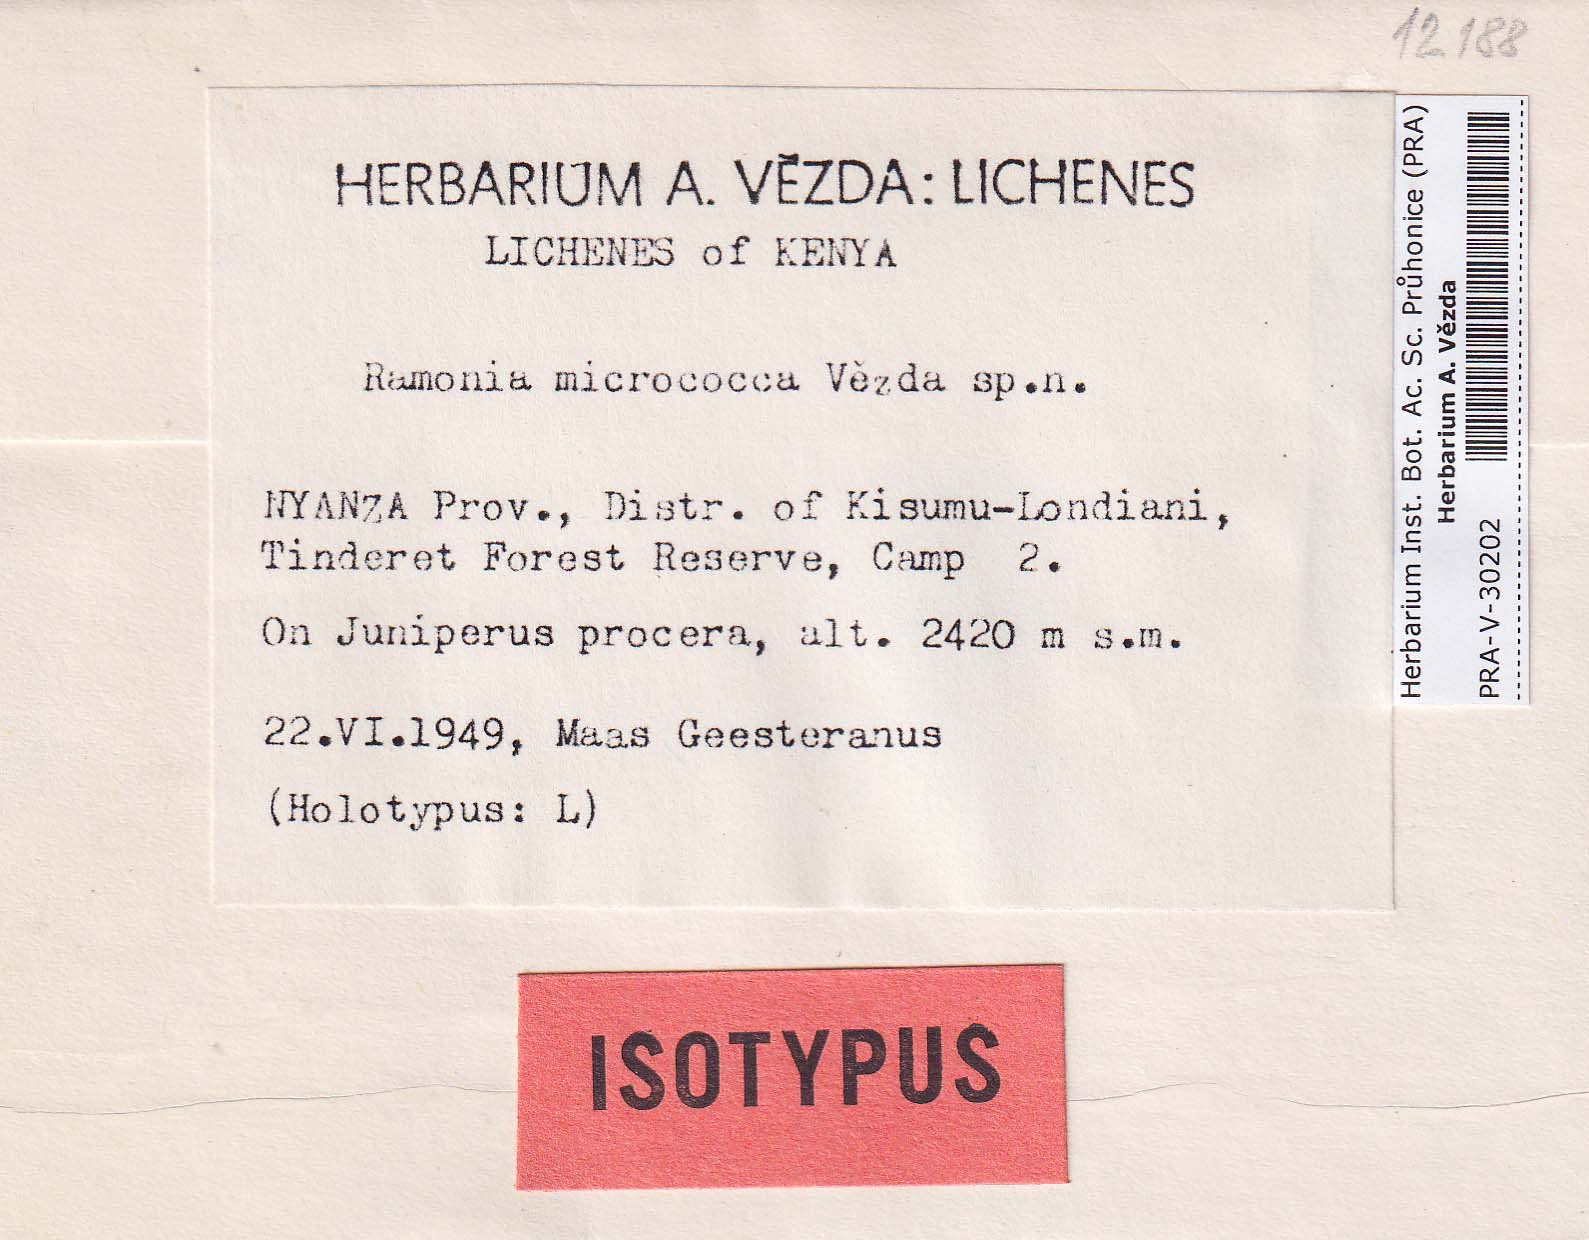 12.188
HERBARIUM A. VĚZDA: LICHENES
LICHENES of KENYA
Ramonia micrococca Vězda sp.n.
NYANZA Prov., Distr. of Kisumu-Londiani,
Tinderet Forest Reserve, Camp 2.
On Juniperus procera, alt. 2420 m s.m.
22.VI.1949, Maas Geesteranus
(Holotypus: L)
ISOTYPUS
Herbarium Inst. Bot. Ac. Sc. Průhonice (PRA)
Herbarium A. Vězda
PRA-V-30202